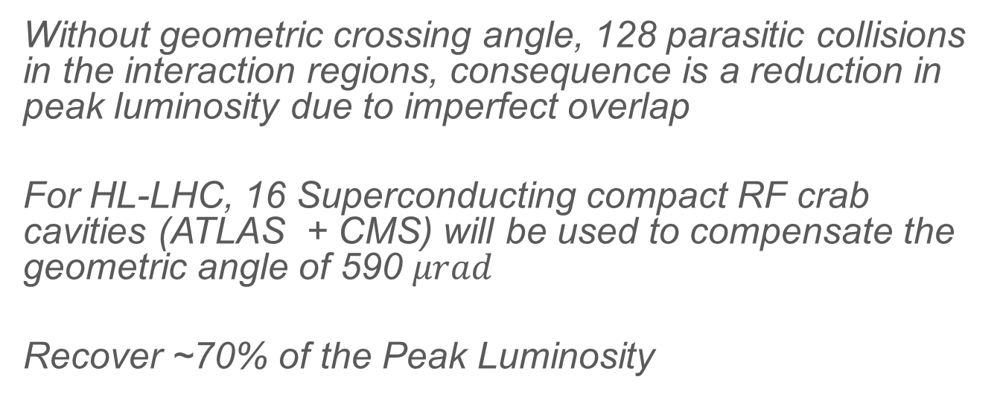 Without geometric crossing angle, 128 parasitic collisions
in the interaction regions, consequence is a reduction in
peak luminosity due to imperfect overlap
For HL-LHC, 16 Superconducting compact RF crab
cavities (ATLAS + CMS) will be used to compensate the
geometric angle of 590 μrad
Recover ~70% of the Peak Luminosity